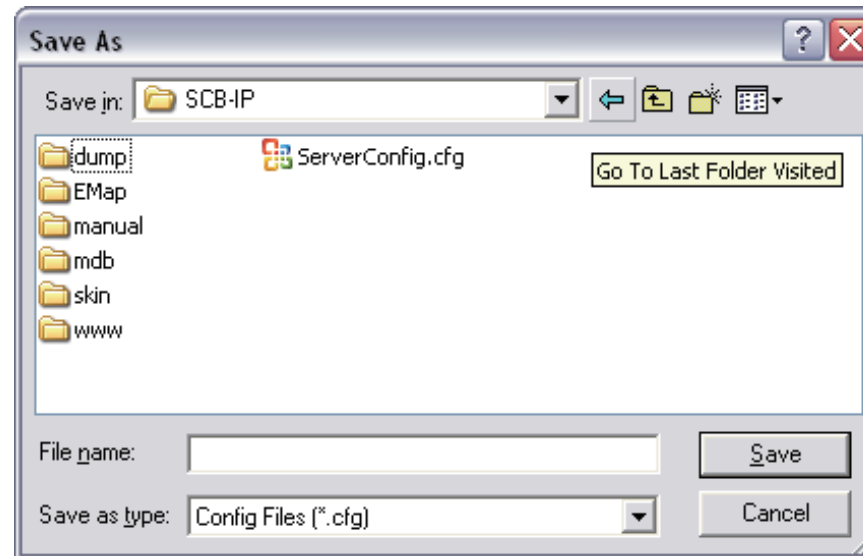 Save As
Save in: SCB-IP
dump
ServerConfig.cfg
Go To Last Folder Visited
EMap
manual
mdb
skin
www
File name:
Save
Save as type: Config Files (*.cfg)
Cancel